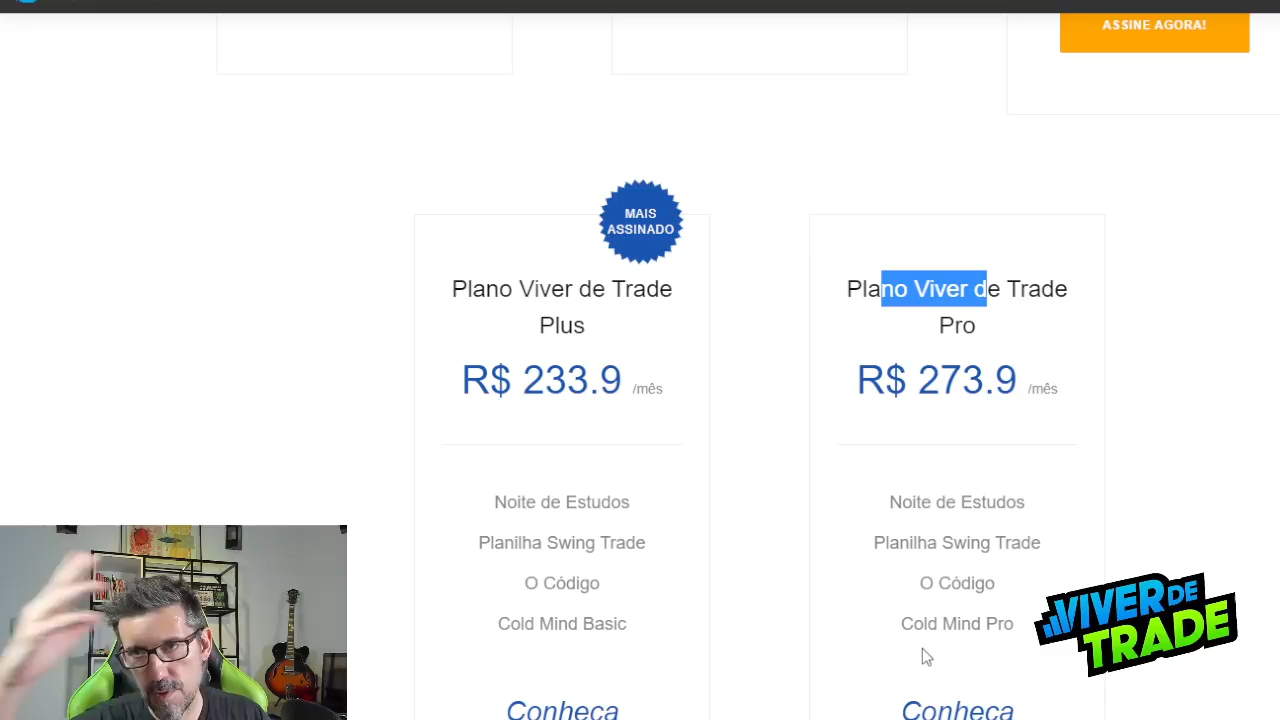 ASSINE AGORA!
MAIS
ASSINADO
Plano Viver de Trade
Plus
R$ 233.9 /mês
Noite de Estudos
Planilha Swing Trade
O Código
Cold Mind Basic
Conheça
Plano Viver de Trade
Pro
R$ 273.9 /mês
Noite de Estudos
Planilha Swing Trade
O Código
Cold Mind Pro
Conheça
VIVER DE
TRADE